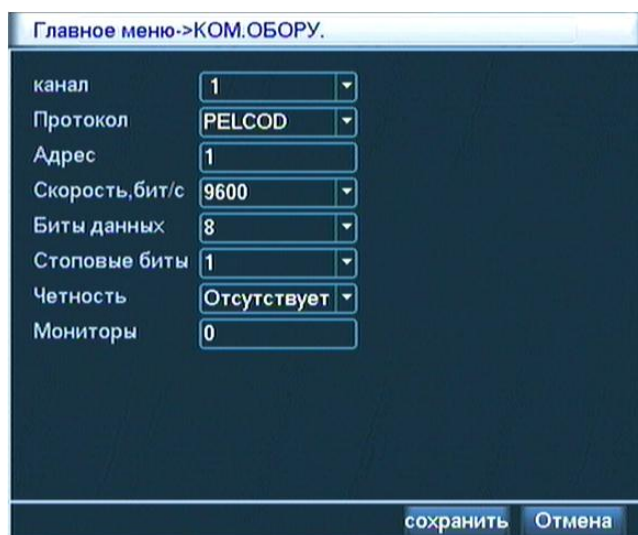 Главное меню->КОМ.ОБОРУ.
канал 1
Протокол PELCOD
Адрес 1
Скорость,бит/с 9600
Биты данных 8
Стоповые биты 1
Четность Отсутствует
Мониторы 0
сохранить Отмена